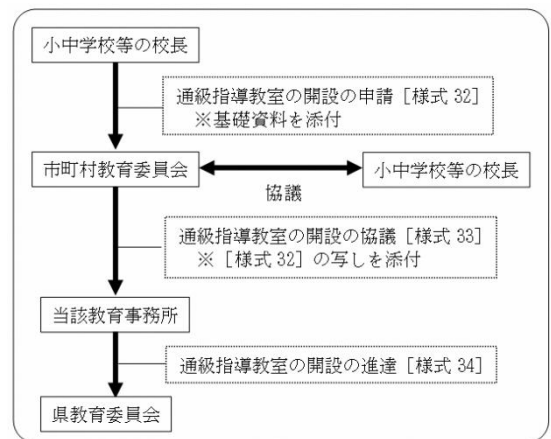 小中学校等の校長
通級指導教室の開設の申請［様式 32］
※基礎資料を添付
市町村教育委員会
小中学校等の校長
協議
通級指導教室の開設の協議［様式 33］
※［様式 32］の写しを添付
当該教育事務所
通級指導教室の開設の進達［様式 34］
県教育委員会